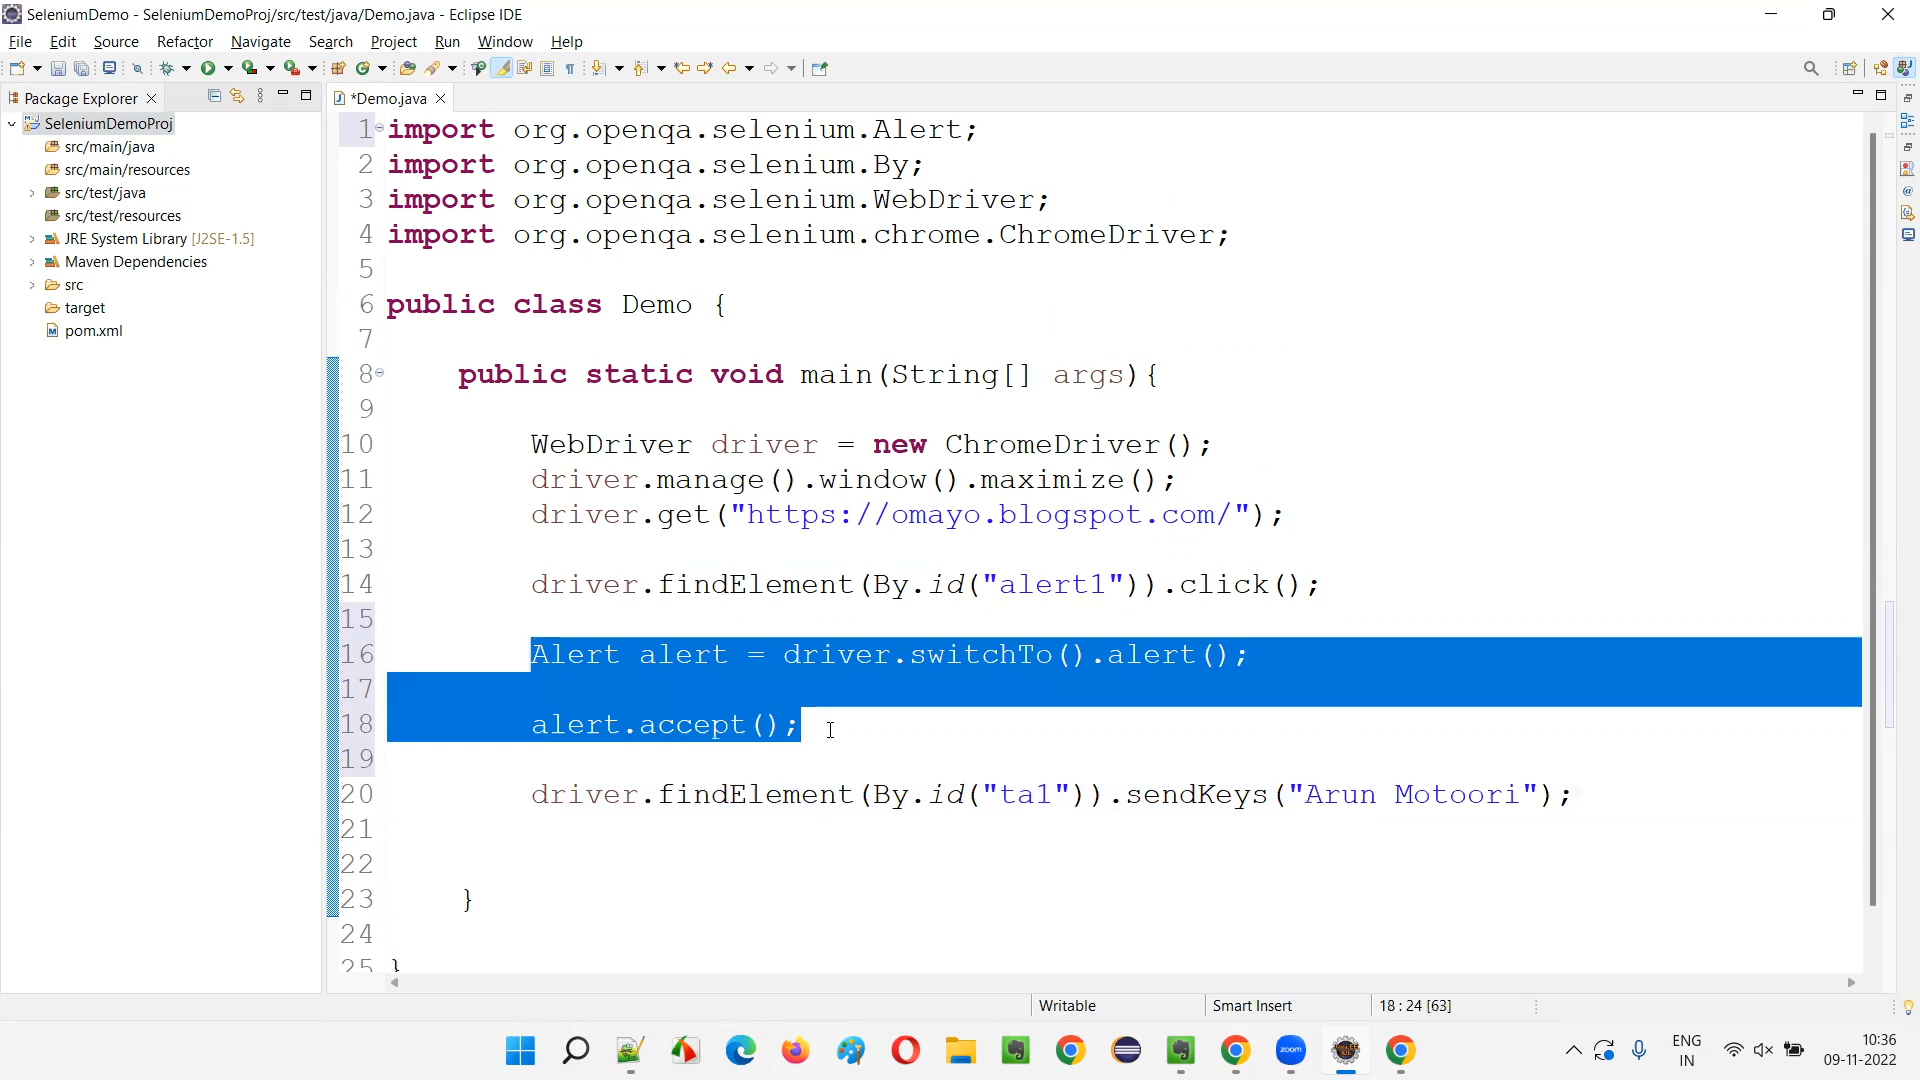 SeleniumDemo - SeleniumDemoProj/src/test/java/Demo.java - Eclipse IDE
File Edit Source Refactor Navigate Search Project Run Window Help
Package Explorer
*Demo.java
SeleniumDemoProj
src/main/java
src/main/resources
src/test/java
src/test/resources
JRE System Library [J2SE-1.5]
Maven Dependencies
src
target
pom.xml
1 import org.openqa.selenium.Alert;
2 import org.openqa.selenium.By;
3 import org.openqa.selenium.WebDriver;
4 import org.openqa.selenium.chrome.ChromeDriver;
5
6 public class Demo {
7
8 public static void main(String[] args){
9
10 WebDriver driver = new ChromeDriver();
11 driver.manage().window().maximize();
12 driver.get("https://omayo.blogspot.com/");
13
14 driver.findElement(By.id("alert1")).click();
15
16 Alert alert = driver.switchTo().alert();
17
18 alert.accept();
19
20 driver.findElement(By.id("ta1")).sendKeys("Arun Motoori");
21
22
23 }
24
25 }
Writable Smart Insert 18 : 24 [63]
zoom
ENG
IN
10:36
09-11-2022